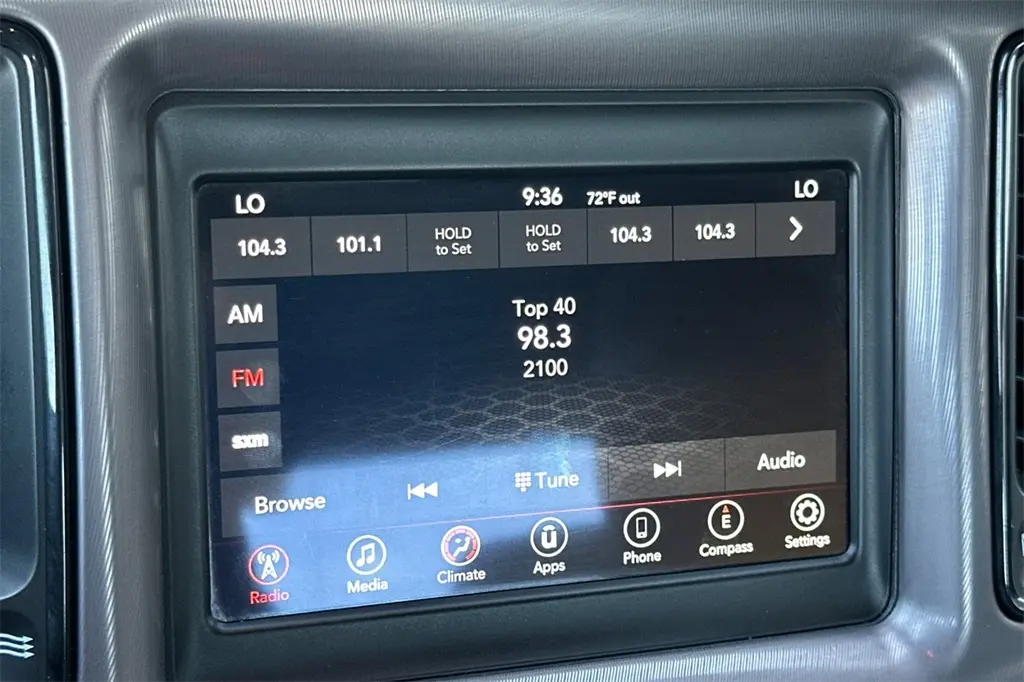 LO 9:36 72°F out LO
104.3 101.1 HOLD to Set HOLD to Set 104.3 104.3
AM
FM
sxm
Top 40
98.3
2100
Browse Tune Audio
Radio Media Climate Apps Phone E Compass Settings